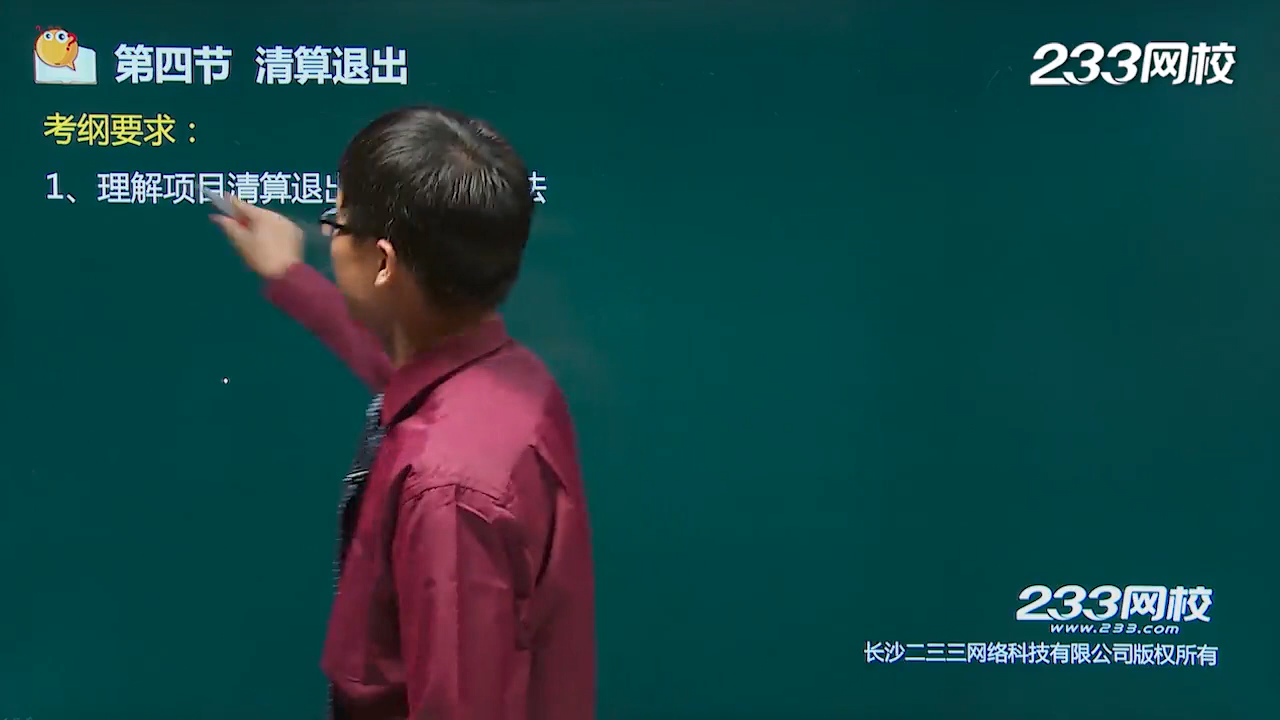 第四节 清算退出
233网校
考纲要求：
1、理解项目清算退出 法
233网校
www.233.com
长沙二三三网络科技有限公司版权所有